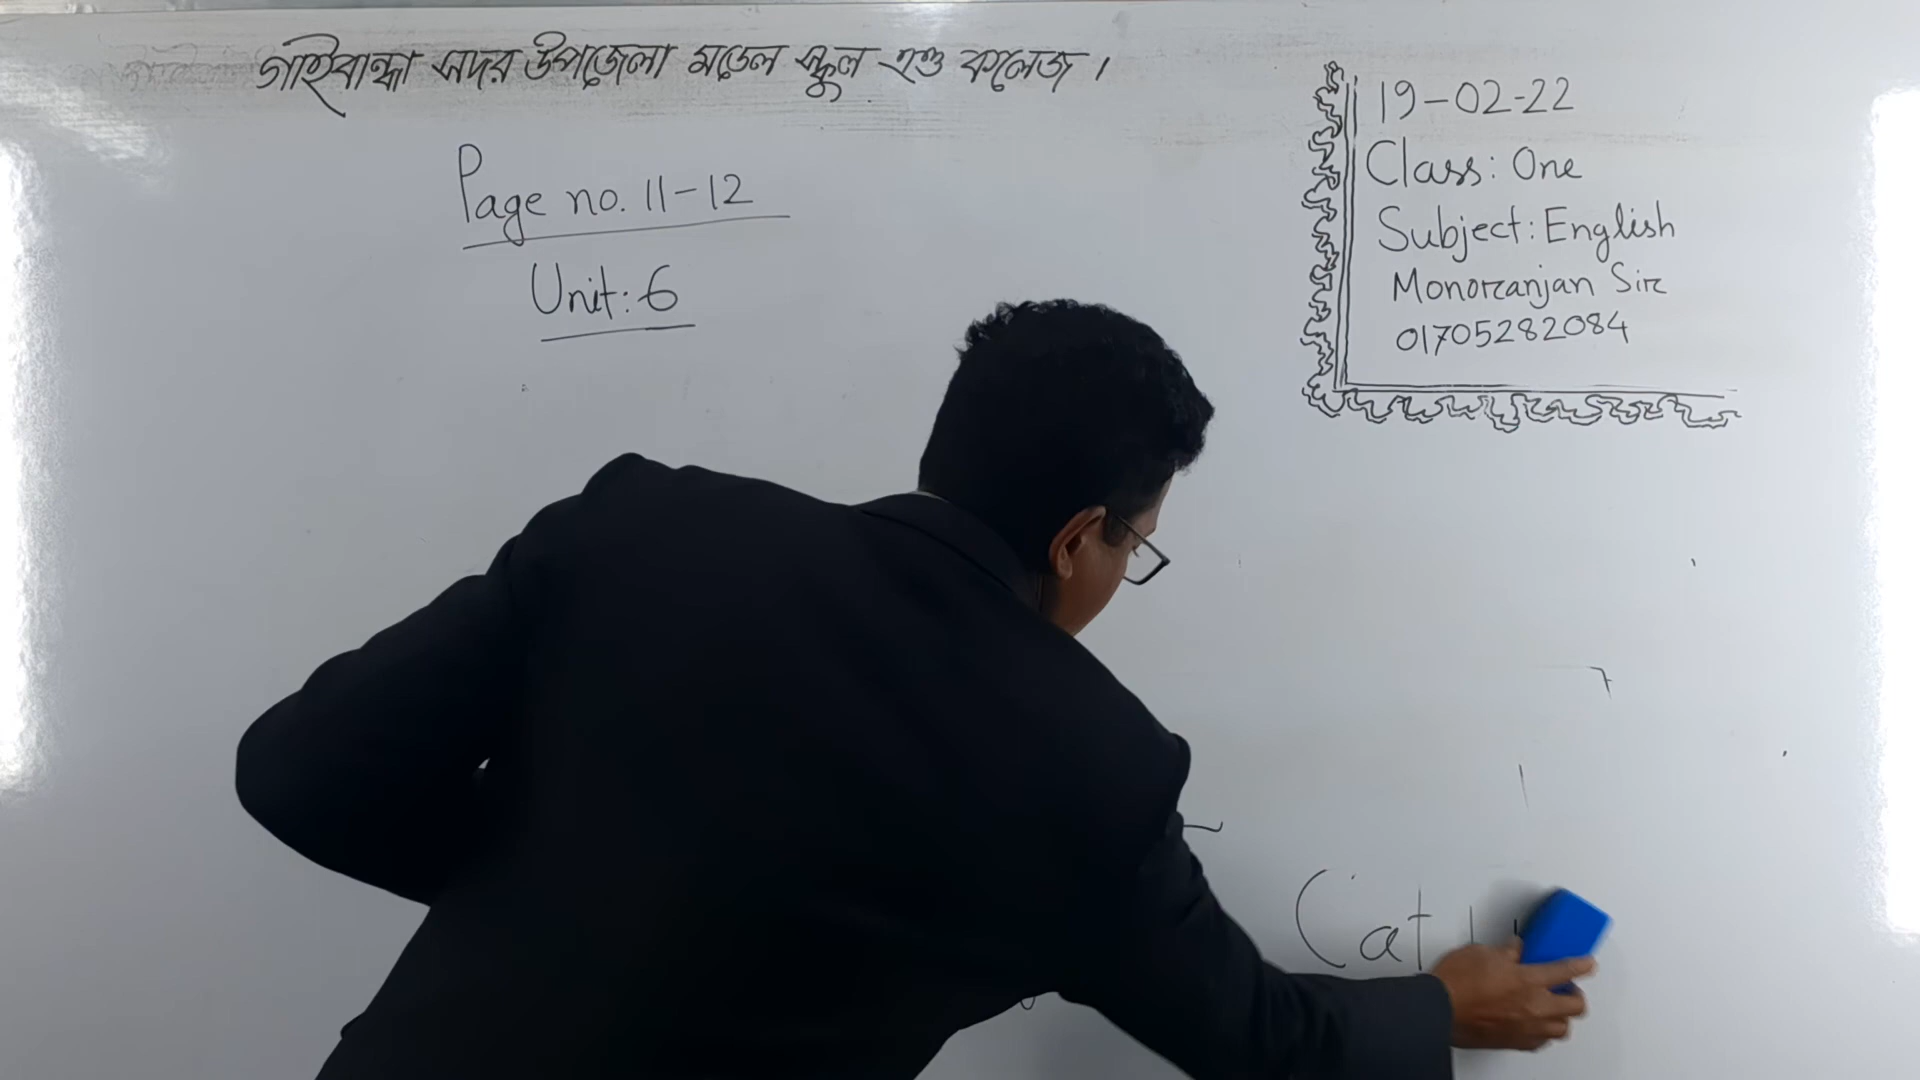 গাইবান্ধা সদর উপজেলা মডেল স্কুল এণ্ড কলেজ।
Page no. 11-12
Unit: 6
19-02-22
Class: One
Subject: English
Monoranjan Sir
01705282084
Cat